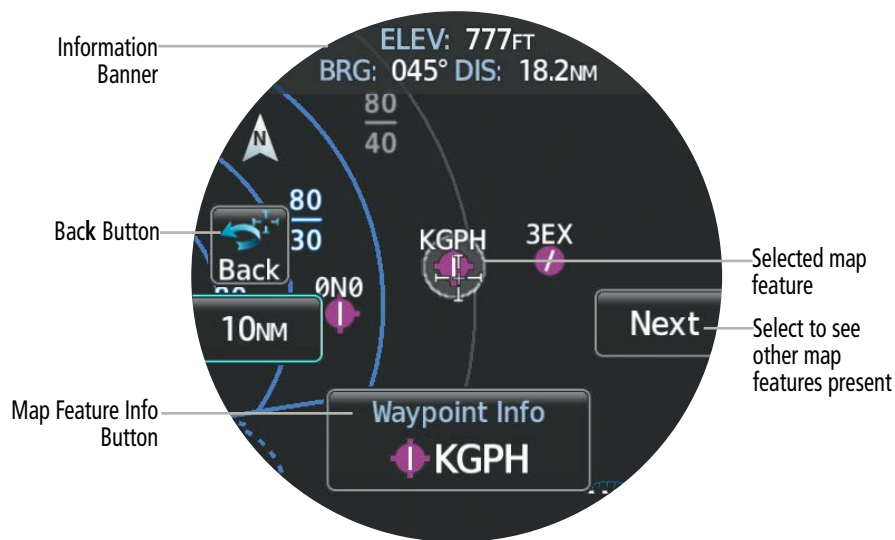 Information
Banner
ELEV: 777FT
BRG: 045° DIS: 18.2NM
80
40
N
80
30
Back Button
Back
KGPH
3EX
Selected map
feature
0N0
10NM
Next
Select to see
other map
features present
Map Feature Info
Button
Waypoint Info
KGPH